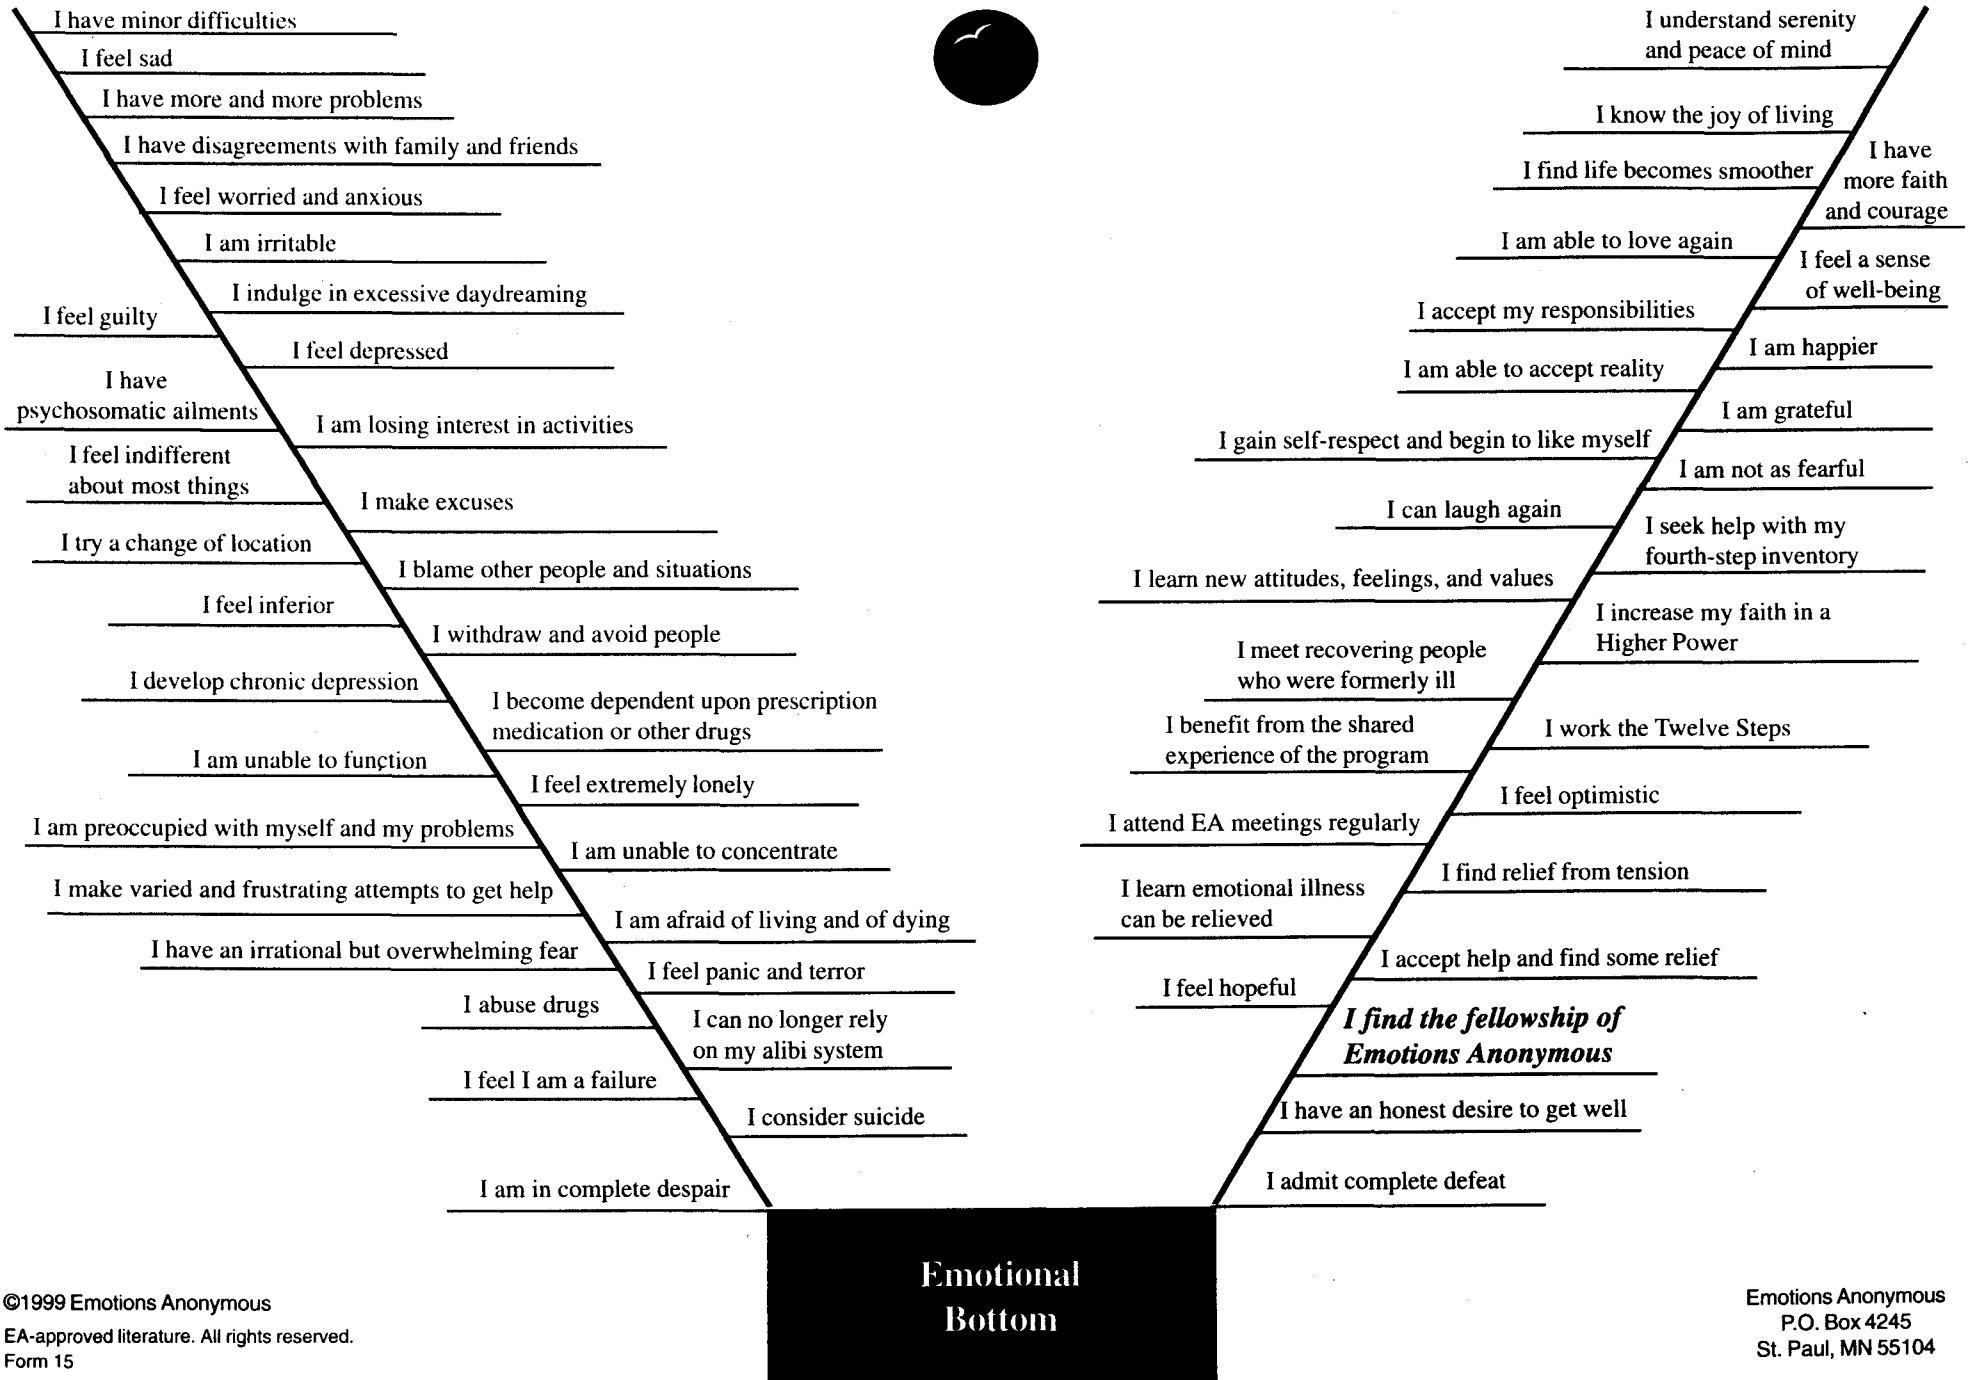 I have minor difficulties
I feel sad
I have more and more problems
I have disagreements with family and friends
I feel worried and anxious
I am irritable
I indulge in excessive daydreaming
I feel guilty
I feel depressed
I have
psychosomatic ailments
I am losing interest in activities
I feel indifferent
about most things
I make excuses
I try a change of location
I blame other people and situations
I feel inferior
I withdraw and avoid people
I develop chronic depression
I become dependent upon prescription
medication or other drugs
I am unable to function
I feel extremely lonely
I am preoccupied with myself and my problems
I am unable to concentrate
I make varied and frustrating attempts to get help
I am afraid of living and of dying
I have an irrational but overwhelming fear
I feel panic and terror
I abuse drugs
I can no longer rely
on my alibi system
I feel I am a failure
I consider suicide
I am in complete despair
Emotional
Bottom
I understand serenity
and peace of mind
I know the joy of living
I have
more faith
and courage
I find life becomes smoother
I am able to love again
I feel a sense
of well-being
I accept my responsibilities
I am happier
I am able to accept reality
I am grateful
I gain self-respect and begin to like myself
I am not as fearful
I can laugh again
I seek help with my
fourth-step inventory
I learn new attitudes, feelings, and values
I increase my faith in a
Higher Power
I meet recovering people
who were formerly ill
I work the Twelve Steps
I benefit from the shared
experience of the program
I feel optimistic
I attend EA meetings regularly
I find relief from tension
I learn emotional illness
can be relieved
I accept help and find some relief
I feel hopeful
I find the fellowship of
Emotions Anonymous
I have an honest desire to get well
I admit complete defeat
©1999 Emotions Anonymous
EA-approved literature. All rights reserved.
Form 15
Emotions Anonymous
P.O. Box 4245
St. Paul, MN 55104